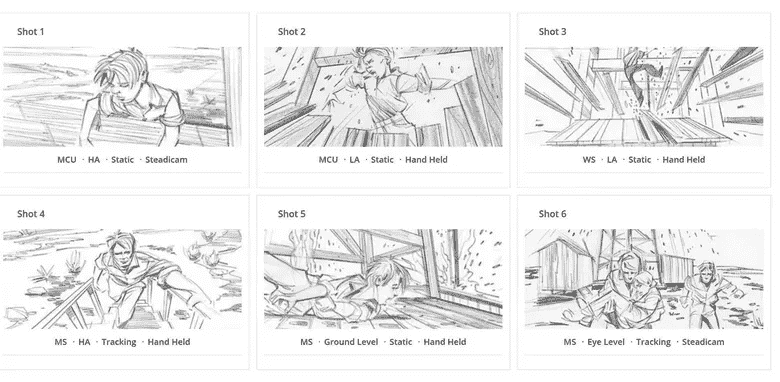 Shot 1
MCU · HA · Static · Steadicam
Shot 2
MCU · LA · Static · Hand Held
Shot 3
WS · LA · Static · Hand Held
Shot 4
MS · HA · Tracking · Hand Held
Shot 5
MS · Ground Level · Static · Hand Held
Shot 6
MS · Eye Level · Tracking · Steadicam